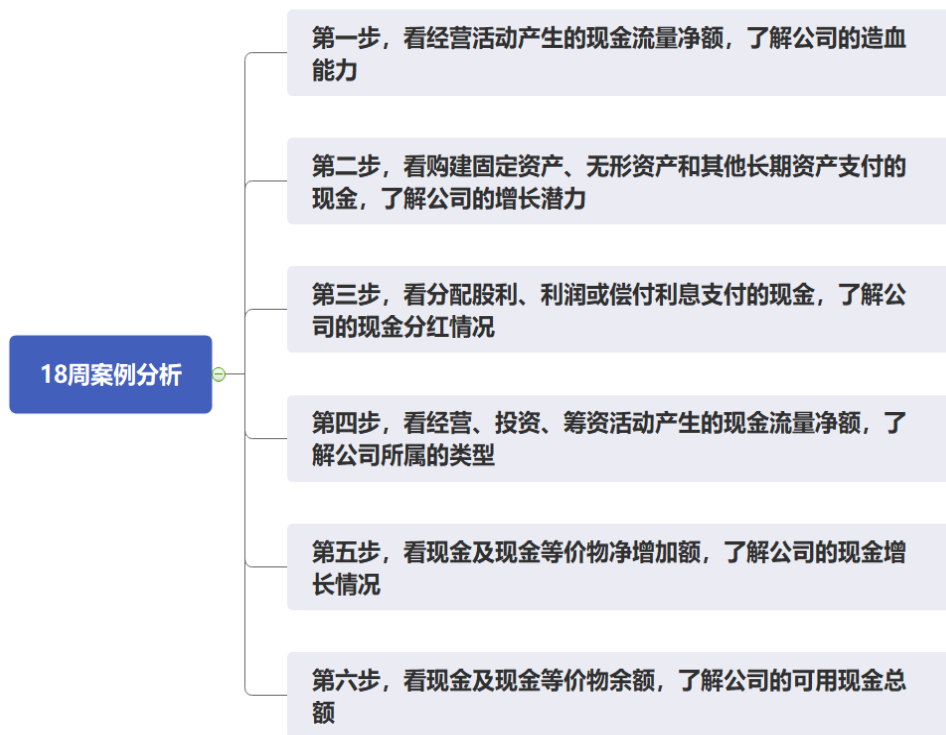 第一步，看经营活动产生的现金流量净额，了解公司的造血
能力
第二步，看购建固定资产、无形资产和其他长期资产支付的
现金，了解公司的增长潜力
第三步，看分配股利、利润或偿付利息支付的现金，了解公
司的现金分红情况
18周案例分析
第四步，看经营、投资、筹资活动产生的现金流量净额，了
解公司所属的类型
第五步，看现金及现金等价物净增加额，了解公司的现金增
长情况
第六步，看现金及现金等价物余额，了解公司的可用现金总
额